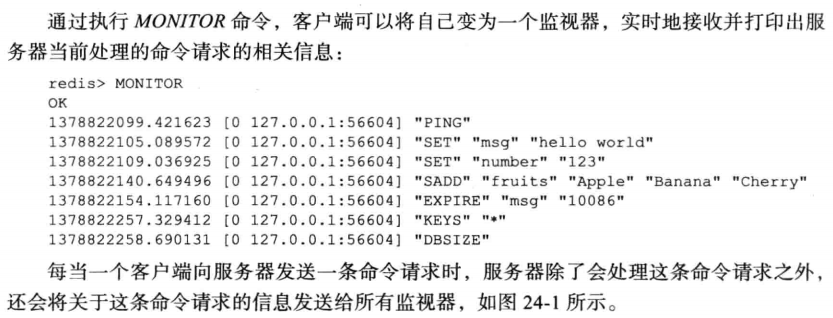 通过执行 MONITOR 命令，客户端可以将自己变为一个监视器，实时地接收并打印出服
务器当前处理的命令请求的相关信息：
redis> MONITOR
OK
1378822099.421623 [0 127.0.0.1:56604] "PING"
1378822105.089572 [0 127.0.0.1:56604] "SET" "msg" "hello world"
1378822109.036925 [0 127.0.0.1:56604] "SET" "number" "123"
1378822140.649496 [0 127.0.0.1:56604] "SADD" "fruits" "Apple" "Banana" "Cherry"
1378822154.117160 [0 127.0.0.1:56604] "EXPIRE" "msg" "10086"
1378822257.329412 [0 127.0.0.1:56604] "KEYS" "*"
1378822258.690131 [0 127.0.0.1:56604] "DBSIZE"
每当一个客户端向服务器发送一条命令请求时，服务器除了会处理这条命令请求之外，
还会将关于这条命令请求的信息发送给所有监视器，如图 24-1 所示。